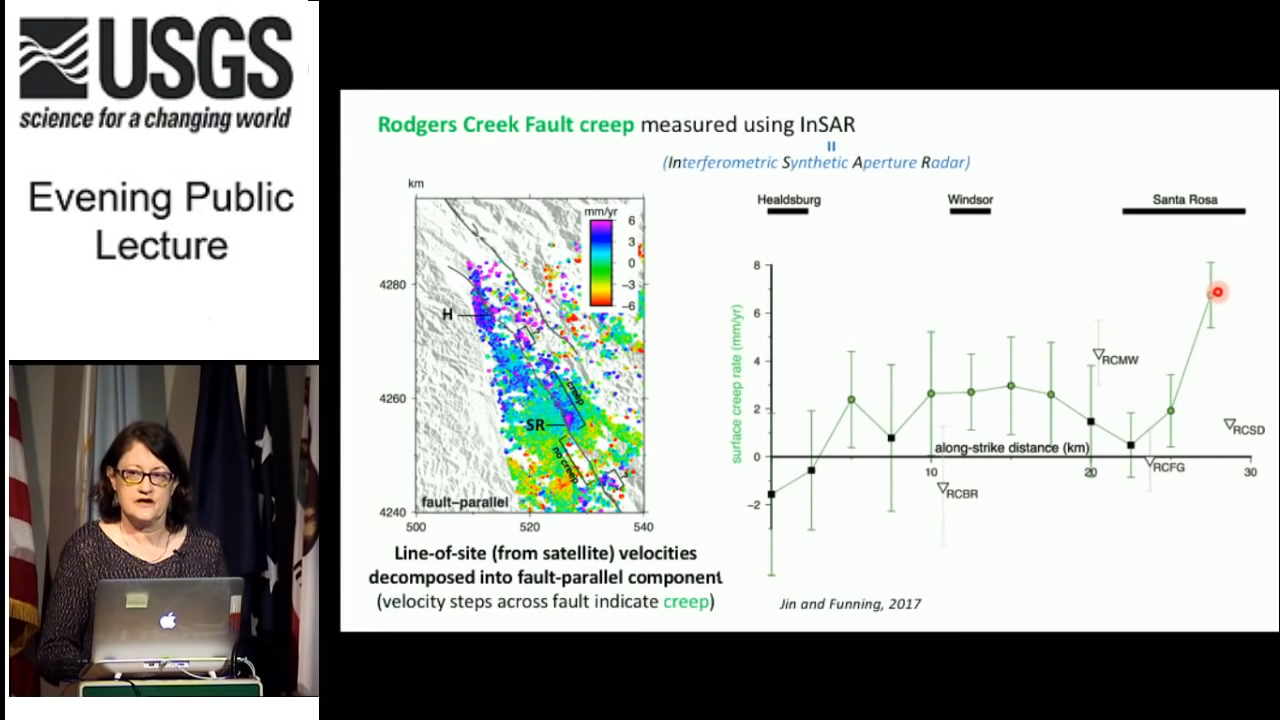 USGS
science for a changing world
Evening Public
Lecture
Rodgers Creek Fault creep measured using InSAR
=
(Interferometric Synthetic Aperture Radar)
km
mm/yr
6
3
0
−3
−6
4280
4260
4240
H
SR
creep
no creep
fault–parallel
500
520
540
Line-of-site (from satellite) velocities
decomposed into fault-parallel component
(velocity steps across fault indicate creep)
Healdsburg
Windsor
Santa Rosa
surface creep rate (mm/yr)
8
6
4
2
0
−2
along-strike distance (km)
10
20
30
RCMW
RCSD
RCFG
RCBR
Jin and Funning, 2017